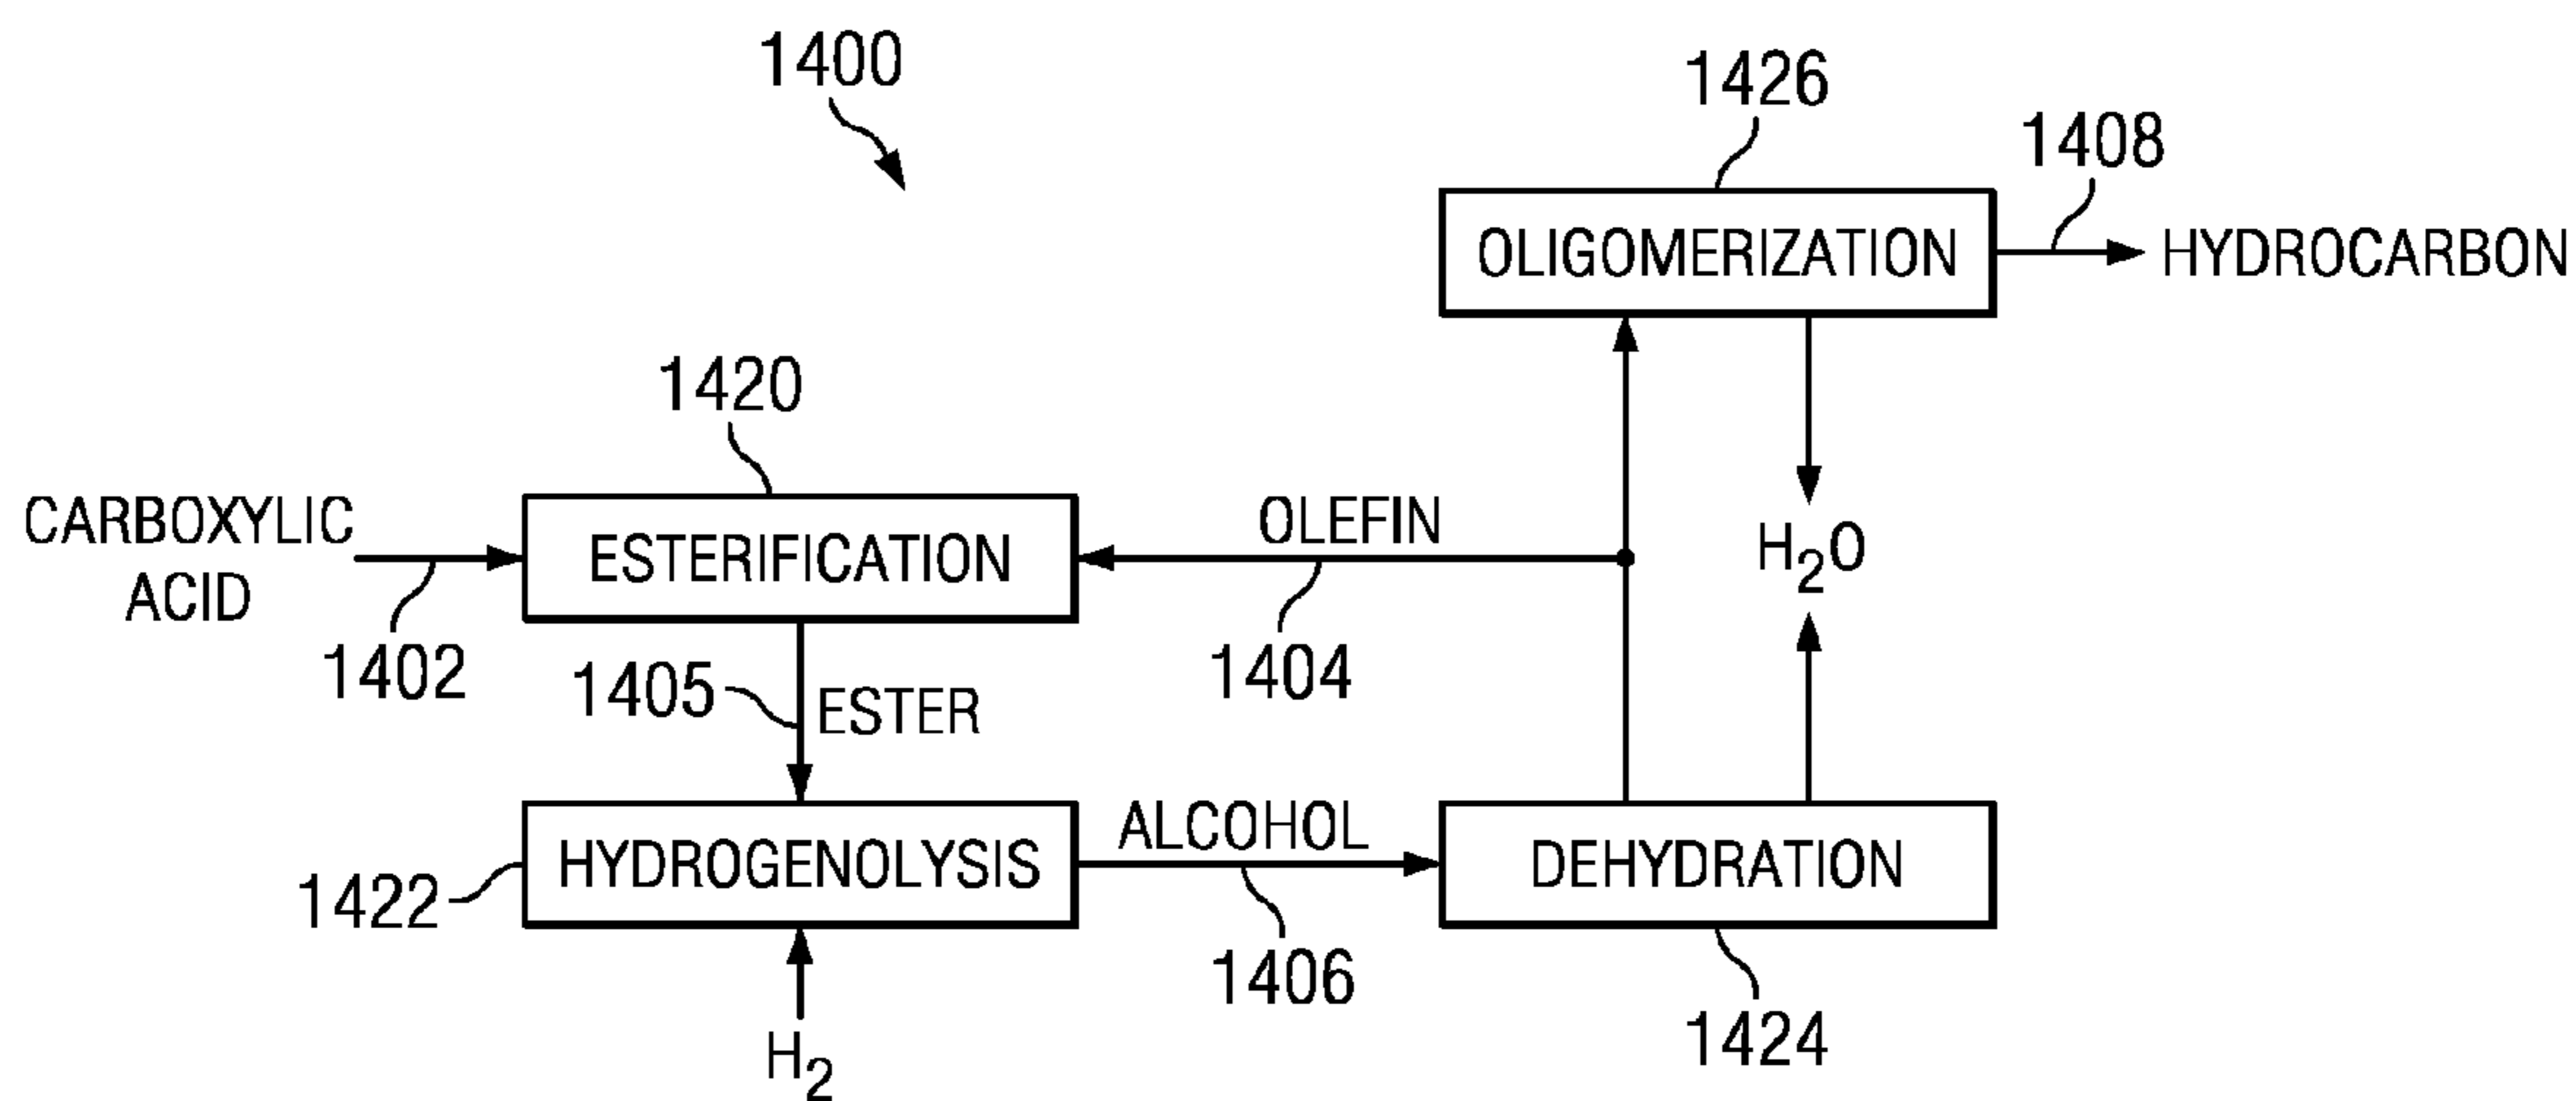 1400
1426
1408
OLIGOMERIZATION
HYDROCARBON
1420
CARBOXYLIC
ACID
ESTERIFICATION
OLEFIN
H2O
1402
1405
ESTER
1404
HYDROGENOLYSIS
ALCOHOL
DEHYDRATION
1422
1406
1424
H2